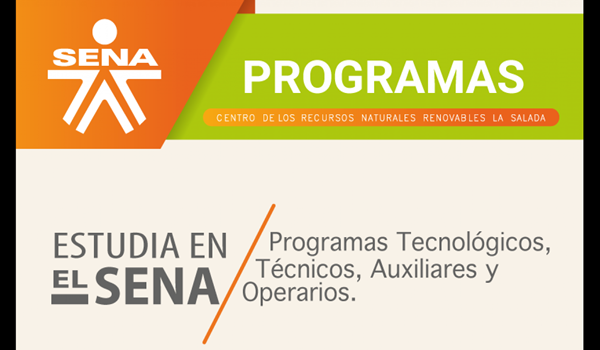 SENA
PROGRAMAS
CENTRO DE LOS RECURSOS NATURALES RENOVABLES LA SALADA
ESTUDIA EN
EL SENA
Programas Tecnológicos,
Técnicos, Auxiliares y
Operarios.